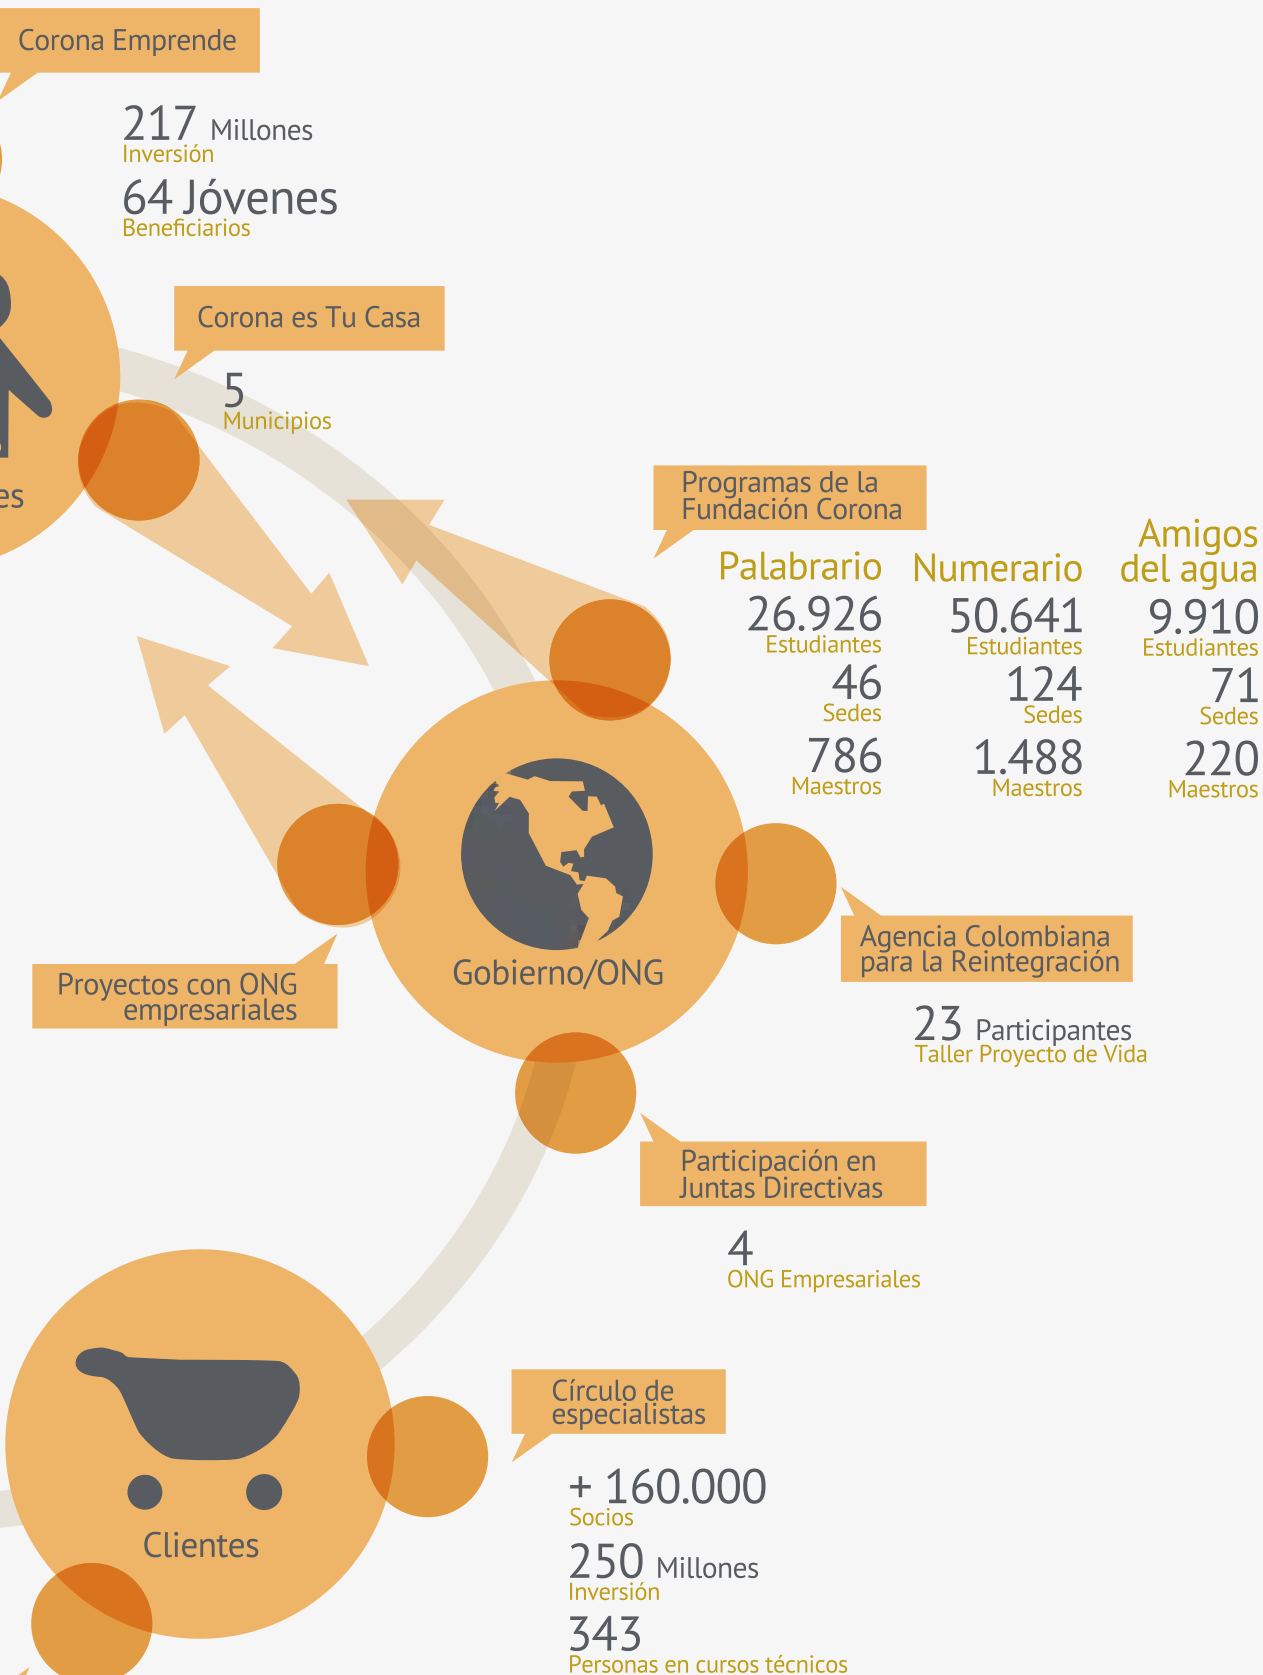 Corona Emprende
217 Millones
Inversión
64 Jóvenes
Beneficiarios
Corona es Tu Casa
5
Municipios
es
Programas de la
Fundación Corona
Palabrario
26.926
Estudiantes
46
Sedes
786
Maestros
Numerario
50.641
Estudiantes
124
Sedes
1.488
Maestros
Amigos
del agua
9.910
Estudiantes
71
Sedes
220
Maestros
Gobierno/ONG
Agencia Colombiana
para la Reintegración
23 Participantes
Taller Proyecto de Vida
Proyectos con ONG
empresariales
Participación en
Juntas Directivas
4
ONG Empresariales
Círculo de
especialistas
+ 160.000
Socios
250 Millones
Inversión
343
Personas en cursos técnicos
Clientes